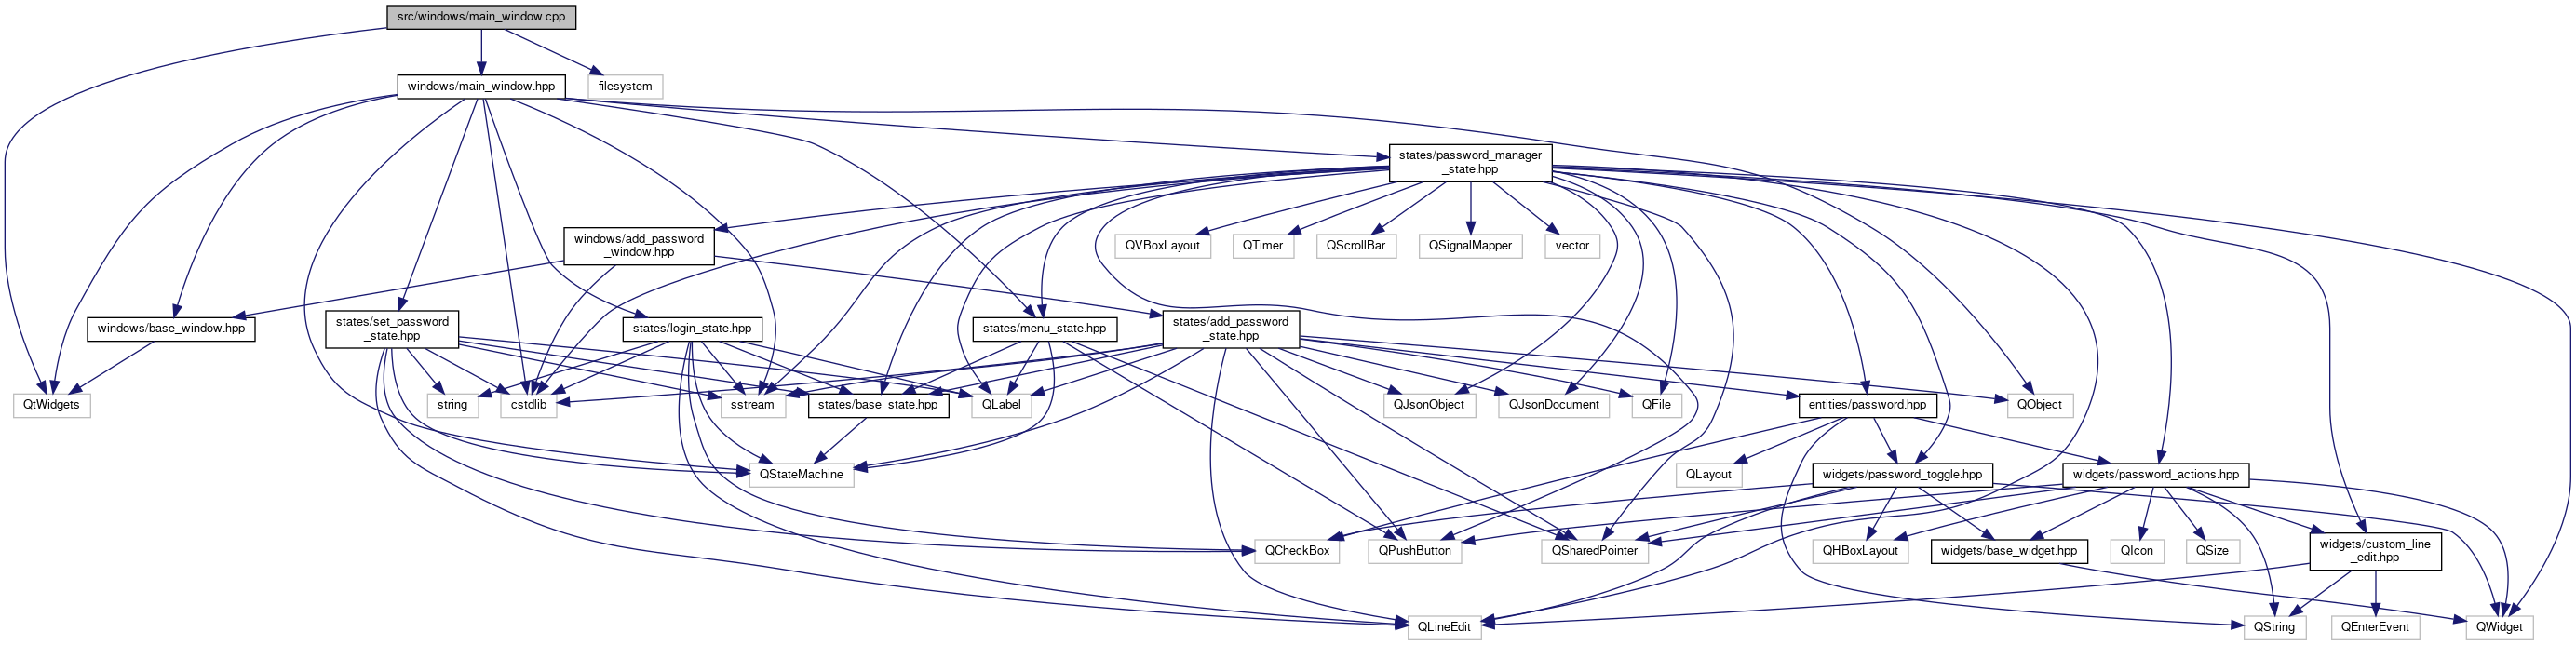 src/windows/main_window.cpp
windows/main_window.hpp
filesystem
states/password_manager
_state.hpp
windows/add_password
_window.hpp
QVBoxLayout
QTimer
QScrollBar
QSignalMapper
vector
windows/base_window.hpp
states/set_password
_state.hpp
states/login_state.hpp
states/menu_state.hpp
states/add_password
_state.hpp
QtWidgets
string
cstdlib
sstream
states/base_state.hpp
QLabel
QJsonObject
QJsonDocument
QFile
entities/password.hpp
QObject
QStateMachine
QLayout
widgets/password_toggle.hpp
widgets/password_actions.hpp
QCheckBox
QPushButton
QSharedPointer
QHBoxLayout
widgets/base_widget.hpp
QIcon
QSize
widgets/custom_line
_edit.hpp
QLineEdit
QString
QEnterEvent
QWidget